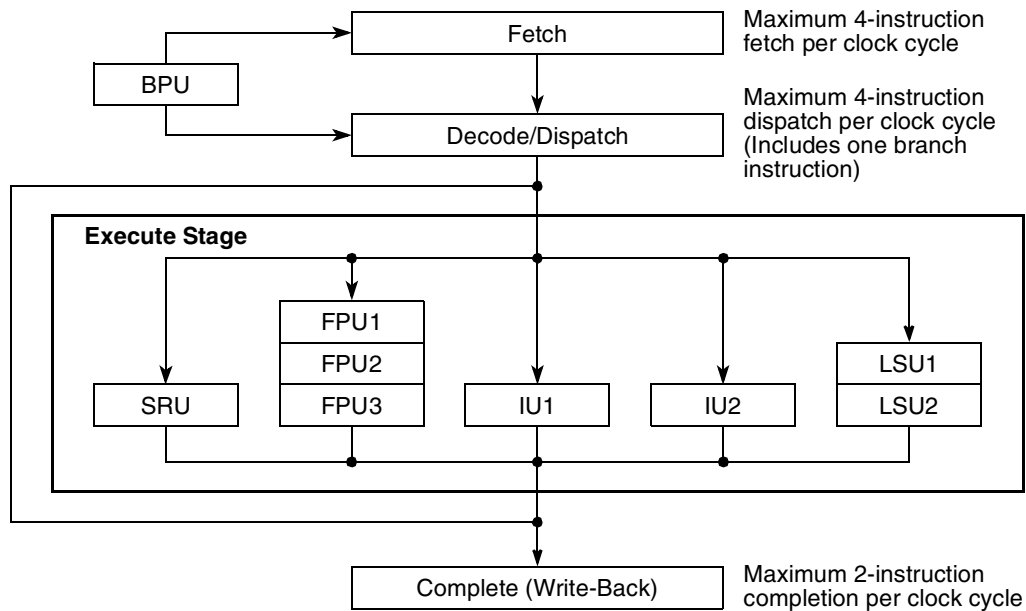 Fetch
Maximum 4-instruction
fetch per clock cycle
BPU
Decode/Dispatch
Maximum 4-instruction
dispatch per clock cycle
(Includes one branch
instruction)
Execute Stage
SRU
FPU1
FPU2
FPU3
IU1
IU2
LSU1
LSU2
Complete (Write-Back)
Maximum 2-instruction
completion per clock cycle